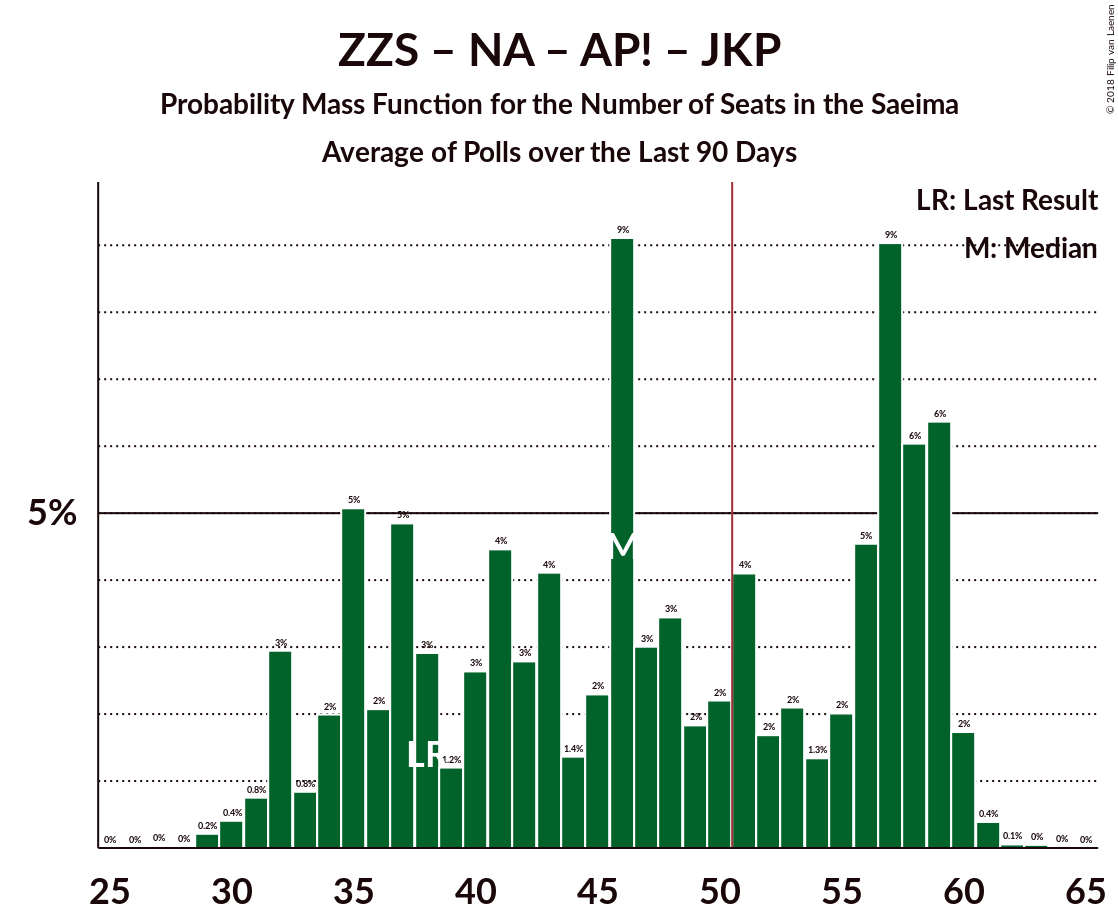 ZZS – NA – AP! – JKP
Probability Mass Function for the Number of Seats in the Saeima
Average of Polls over the Last 90 Days
© 2018 Filip van Laenen
LR: Last Result
M: Median
5%
0% 0% 0% 0% 0.2% 0.4% 0.8% 3% 0.8% 2% 5% 2% 5% 3% 1.2% 3% 4% 3% 4% 1.4% 2% 9% 3% 3% 2% 2% 4% 2% 2% 1.3% 2% 5% 9% 6% 6% 2% 0.4% 0.1% 0% 0% 0%
LR
M
25 30 35 40 45 50 55 60 65